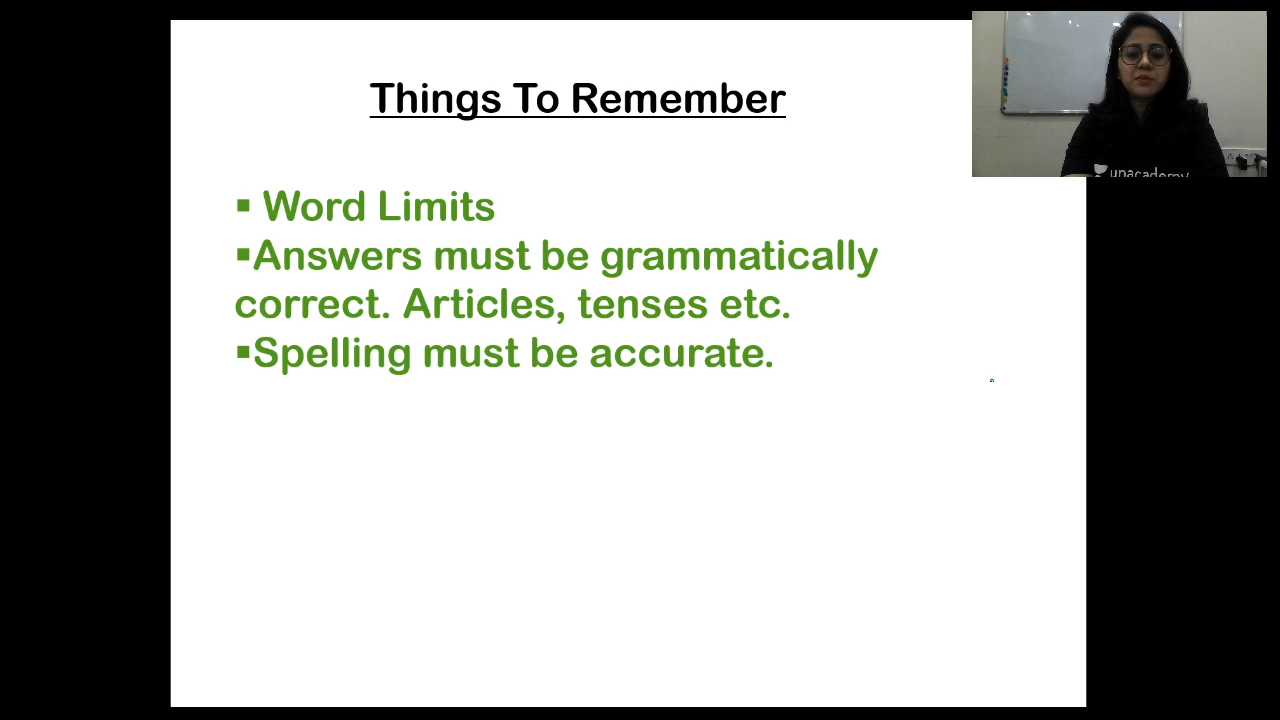 Things To Remember
▪ Word Limits
▪Answers must be grammatically
correct. Articles, tenses etc.
▪Spelling must be accurate.
unacademy